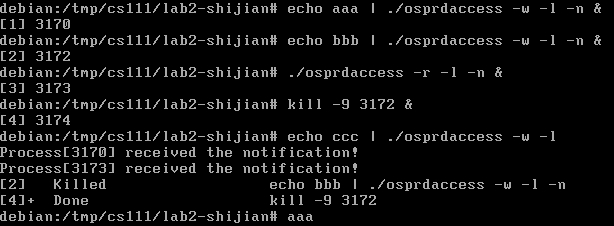 debian:/tmp/cs111/lab2-shijian# echo aaa | ./osprdaccess -w -l -n &
[1] 3170
debian:/tmp/cs111/lab2-shijian# echo bbb | ./osprdaccess -w -l -n &
[2] 3172
debian:/tmp/cs111/lab2-shijian# ./osprdaccess -r -l -n &
[3] 3173
debian:/tmp/cs111/lab2-shijian# kill -9 3172 &
[4] 3174
debian:/tmp/cs111/lab2-shijian# echo ccc | ./osprdaccess -w -l
Process[3170] received the notification!
Process[3173] received the notification!
[2]   Killed                  echo bbb | ./osprdaccess -w -l -n
[4]+  Done                    kill -9 3172
debian:/tmp/cs111/lab2-shijian# aaa